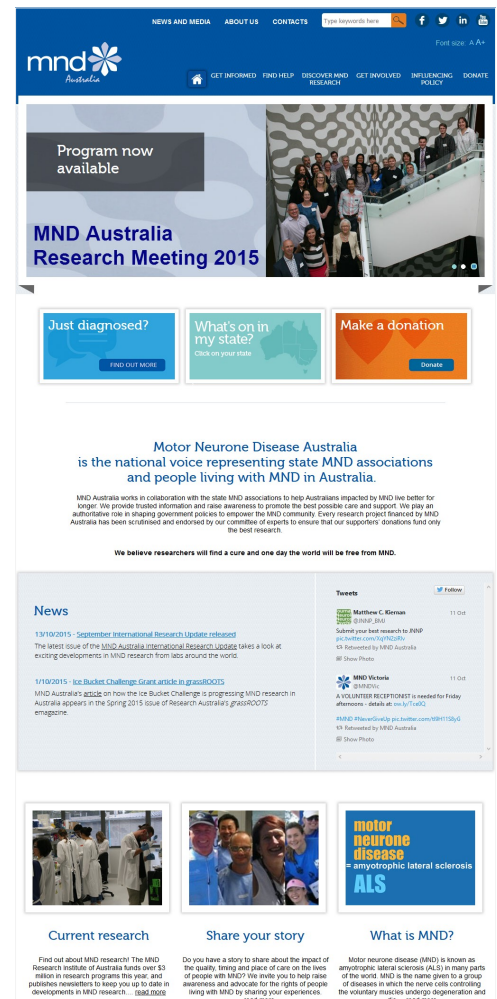 NEWS AND MEDIA ABOUT US CONTACTS Type keywords here
Font size: A A+
mnd
Australia
GET INFORMED FIND HELP DISCOVER MND RESEARCH GET INVOLVED INFLUENCING POLICY DONATE
Program now
available
MND Australia
Research Meeting 2015
Just diagnosed?
FIND OUT MORE
What's on in
my state?
Click on your state
Make a donation
Donate
Motor Neurone Disease Australia
is the national voice representing state MND associations
and people living with MND in Australia.
MND Australia works in collaboration with the state MND associations to help Australians impacted by MND live better for
longer. We provide trusted information and raise awareness to promote the best possible care and support. We play an
authoritative role in shaping government policies to empower the MND community. Every research project financed by MND
Australia has been scrutinised and endorsed by our committee of experts to ensure that our supporters' donations fund only
the best research.
We believe researchers will find a cure and one day the world will be free from MND.
News
13/10/2015 - September International Research Update released
The latest issue of the MND Australia International Research Update takes a look at
exciting developments in MND research from labs around the world.
1/10/2015 - Ice Bucket Challenge Grant article in grassROOTS
MND Australia's article on how the Ice Bucket Challenge is progressing MND research in
Australia appears in the Spring 2015 issue of Research Australia's grassROOTS
emagazine.
Tweets Follow
Matthew C. Kiernan 11 Oct
@JNNP_BMJ
Submit your best research to JNNP
Retweeted by MND Australia
Show Photo
MND Victoria 11 Oct
@MNDVic
A VOLUNTEER RECEPTIONIST is needed for Friday
afternoons - details at:
#MND #NeverGiveUp
Retweeted by MND Australia
Show Photo
motor
neurone
disease
= amyotrophic lateral sclerosis
ALS
Current research
Find out about MND research! The MND
Research Institute of Australia funds over $3
million in research programs this year, and
publishes newsletters to keep you up to date in
developments in MND research.... read more
Share your story
Do you have a story to share about the impact of
the quality, timing and place of care on the lives
of people with MND? We invite you to help raise
awareness and advocate for the rights of people
living with MND by sharing your experiences.
What is MND?
Motor neurone disease (MND) is known as
amyotrophic lateral sclerosis (ALS) in many parts
of the world. MND is the name given to a group
of diseases in which the nerve cells controlling
the voluntary muscles undergo degeneration and